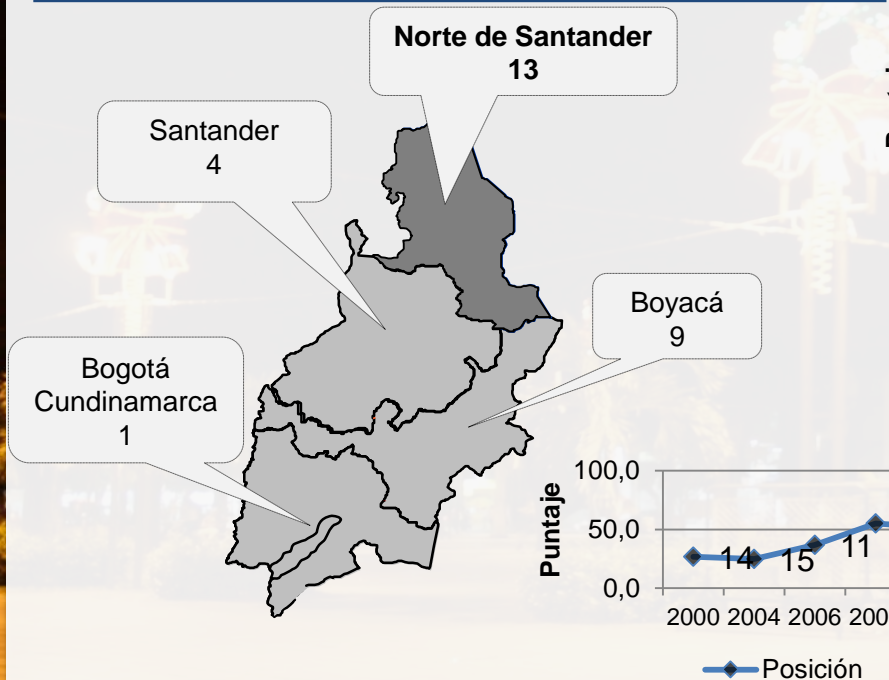 Norte de Santander
13
Santander
4
Boyacá
9
Bogotá
Cundinamarca
1
Puntaje
100,0
50,0
0,0
14 15 11
2000 2004 2006
Posición